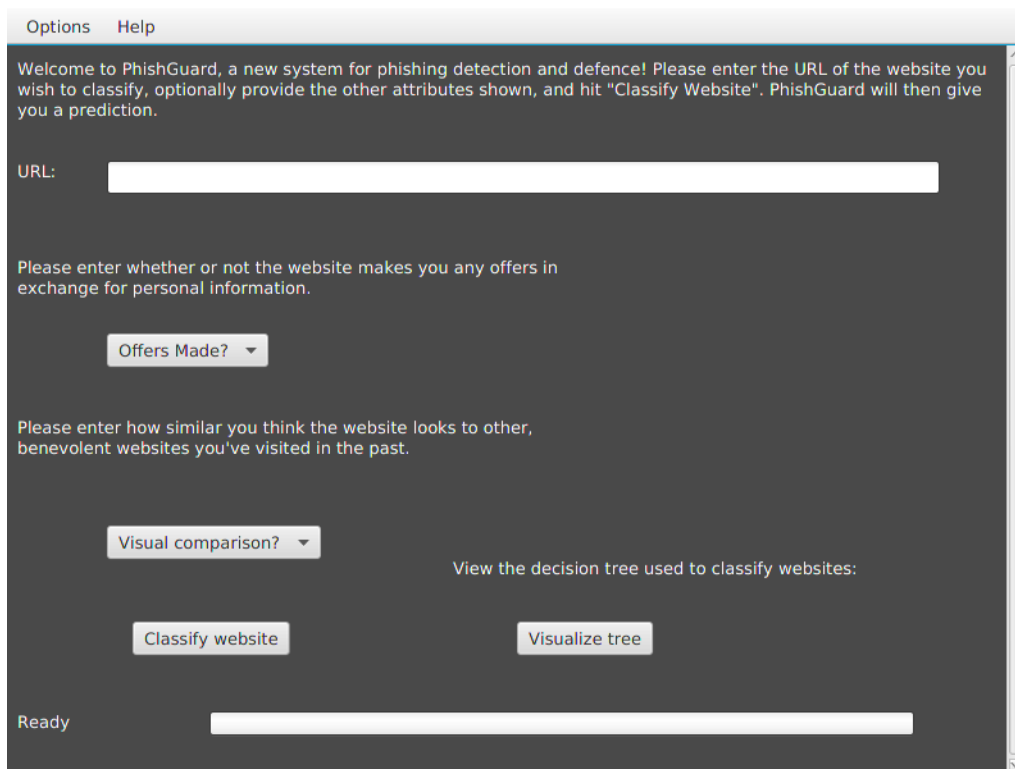 Options Help
Welcome to PhishGuard, a new system for phishing detection and defence! Please enter the URL of the website you
wish to classify, optionally provide the other attributes shown, and hit "Classify Website". PhishGuard will then give
you a prediction.
URL:
Please enter whether or not the website makes you any offers in
exchange for personal information.
Offers Made?
Please enter how similar you think the website looks to other,
benevolent websites you've visited in the past.
Visual comparison?
View the decision tree used to classify websites:
Classify website Visualize tree
Ready